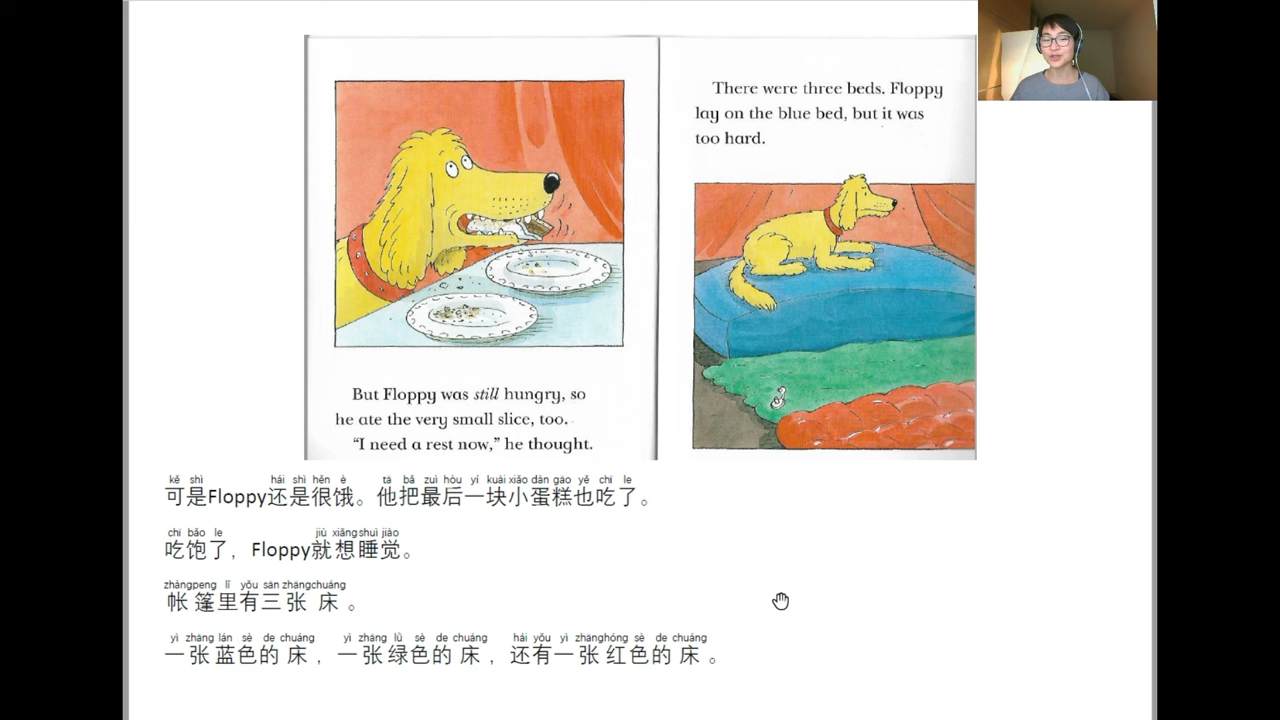 But Floppy was still hungry, so
he ate the very small slice, too.
“I need a rest now,” he thought.
There were three beds. Floppy
lay on the blue bed, but it was
too hard.
kě shì hái shì hěn è tā bǎ zuì hòu yí kuài xiǎo dàn gāo yě chī le
可是Floppy还是很饿。他把最后一块小蛋糕也吃了。
chī bǎo le jiù xiǎng shuì jiào
吃饱了，Floppy就想睡觉。
zhàngpeng lǐ yǒu sān zhāngchuáng
帐篷里有三张床。
yì zhāng lán sè de chuáng yì zhāng lǜ sè de chuáng hái yǒu yì zhānghóng sè de chuáng
一张蓝色的床，一张绿色的床，还有一张红色的床。